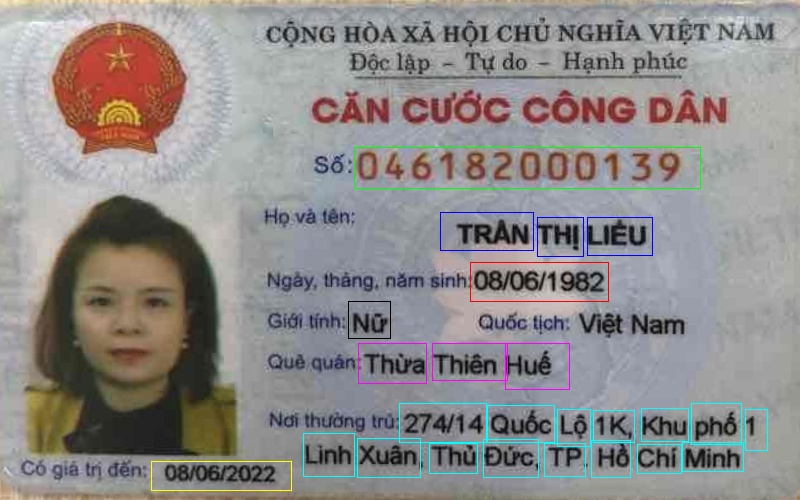 CỘNG HÒA XÃ HỘI CHỦ NGHĨA VIỆT NAM
Độc lập - Tự do - Hạnh phúc
CĂN CƯỚC CÔNG DÂN
Số: 046182000139
Họ và tên:
TRẦN THỊ LIỄU
Ngày, tháng, năm sinh: 08/06/1982
Giới tính: Nữ Quốc tịch: Việt Nam
Quê quán: Thừa Thiên Huế
Nơi thường trú: 274/14 Quốc Lộ 1K, Khu phố 1
Linh Xuân, Thủ Đức, TP. Hồ Chí Minh
Có giá trị đến: 08/06/2022